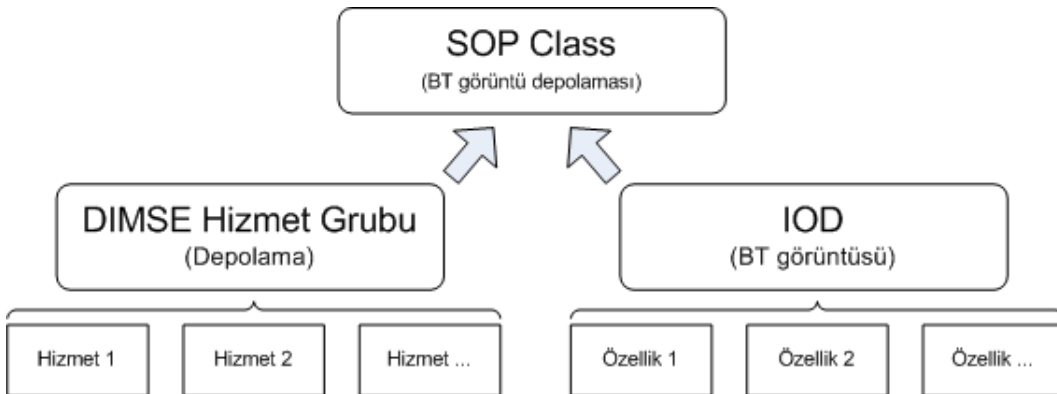 SOP Class
(BT görüntü depolaması)
DIMSE Hizmet Grubu
(Depolama)
IOD
(BT görüntüsü)
Hizmet 1
Hizmet 2
Hizmet ...
Özellik 1
Özellik 2
Özellik ...